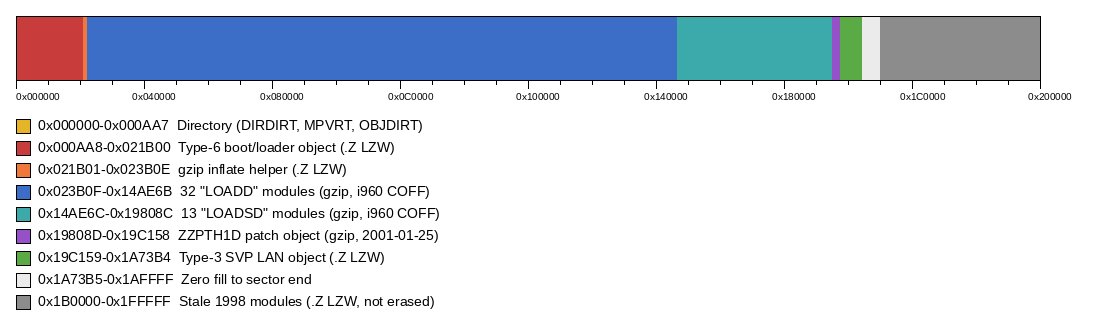 0x000000 0x040000 0x080000 0x0C0000 0x100000 0x140000 0x180000 0x1C0000 0x200000
0x000000-0x000AA7 Directory (DIRDIRT, MPVRT, OBJDIRT)
0x000AA8-0x021B00 Type-6 boot/loader object (.Z LZW)
0x021B01-0x023B0E gzip inflate helper (.Z LZW)
0x023B0F-0x14AE6B 32 "LOADD" modules (gzip, i960 COFF)
0x14AE6C-0x19808C 13 "LOADSD" modules (gzip, i960 COFF)
0x19808D-0x19C158 ZZPTH1D patch object (gzip, 2001-01-25)
0x19C159-0x1A73B4 Type-3 SVP LAN object (.Z LZW)
0x1A73B5-0x1AFFFF Zero fill to sector end
0x1B0000-0x1FFFFF Stale 1998 modules (.Z LZW, not erased)